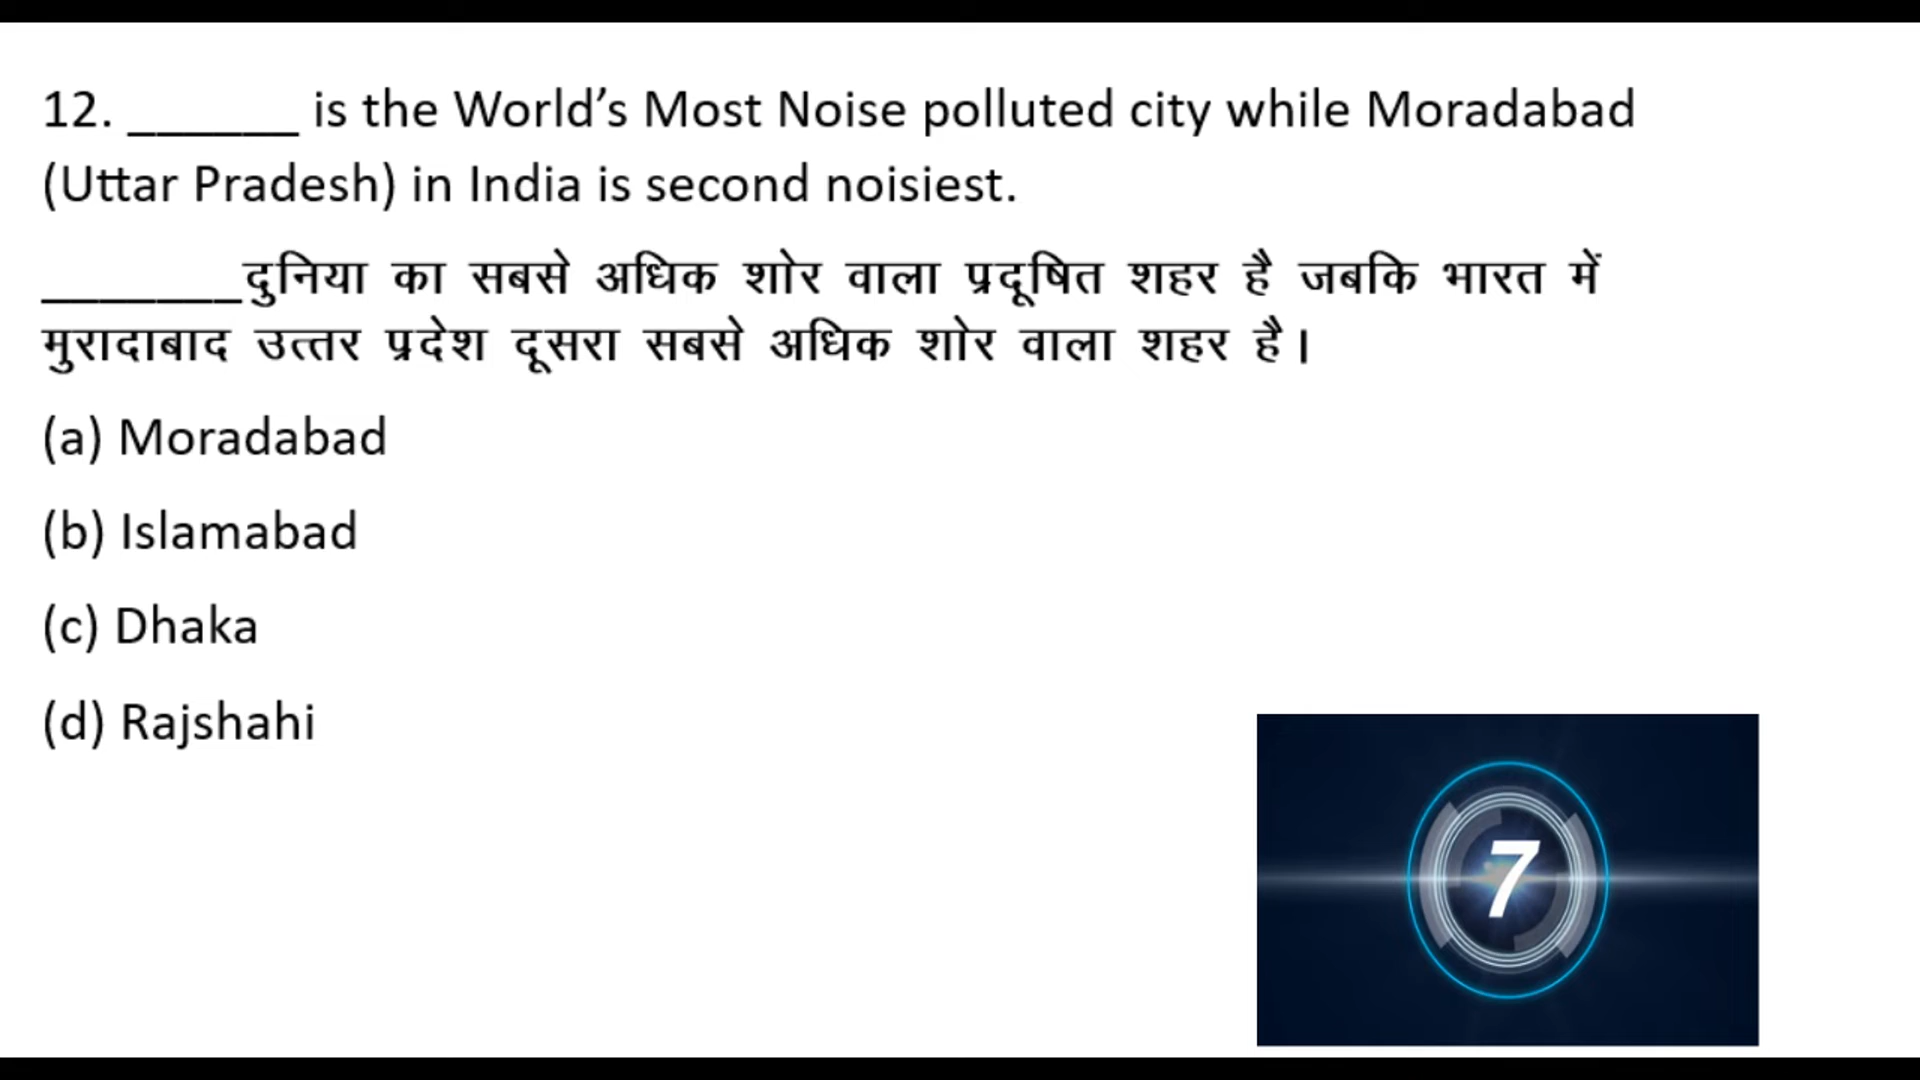 12. ______ is the World’s Most Noise polluted city while Moradabad
(Uttar Pradesh) in India is second noisiest.
_______दुनिया का सबसे अधिक शोर वाला प्रदूषित शहर है जबकि भारत में
मुरादाबाद उत्तर प्रदेश दूसरा सबसे अधिक शोर वाला शहर है।
(a) Moradabad
(b) Islamabad
(c) Dhaka
(d) Rajshahi
7